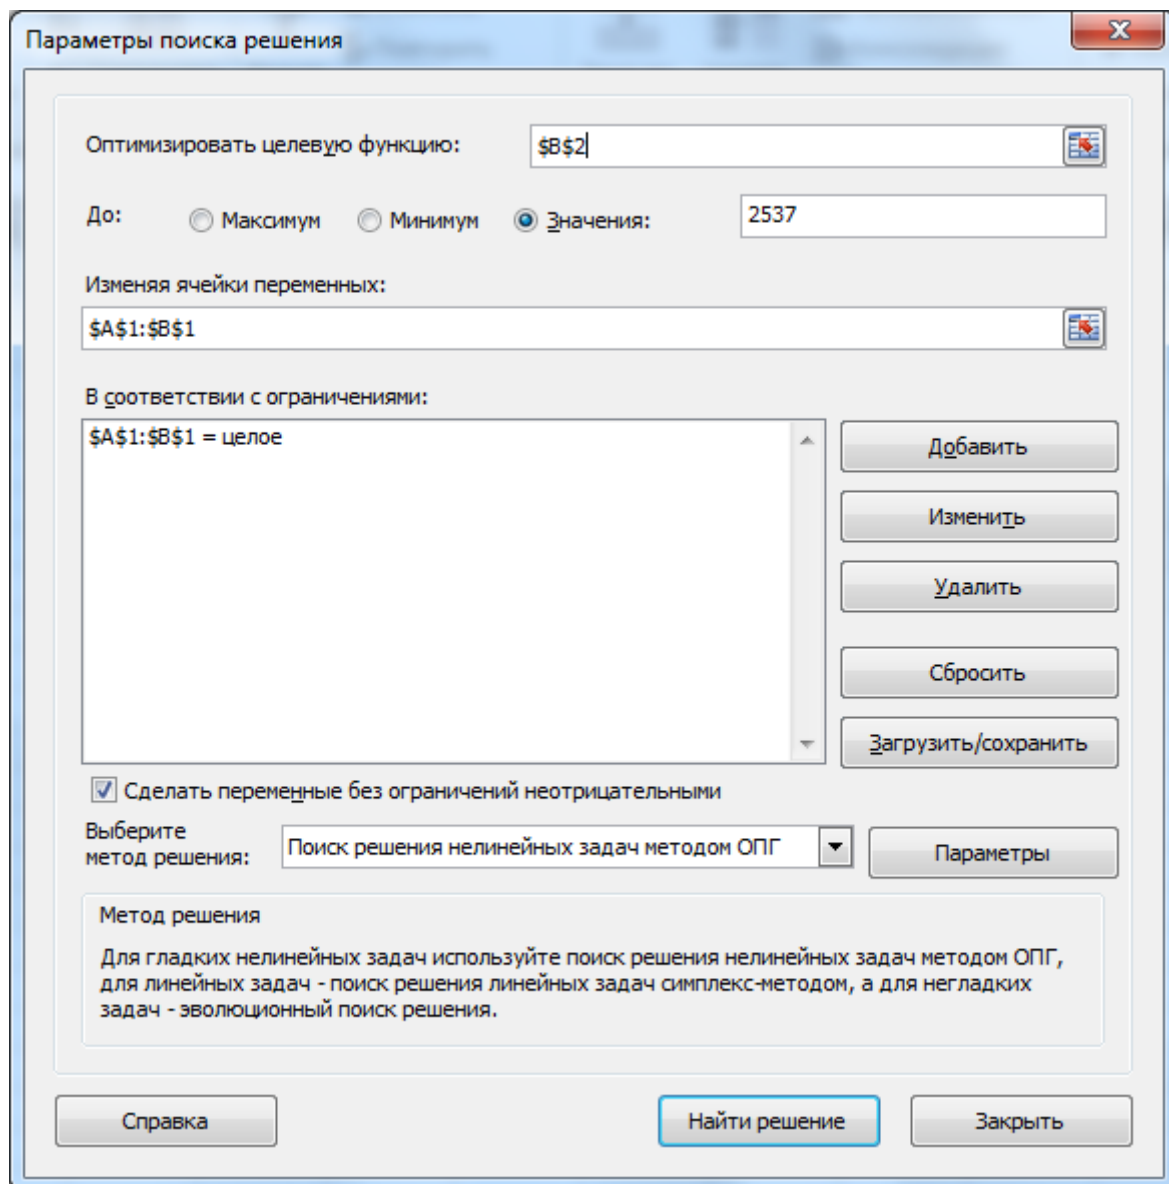 Параметры поиска решения
Оптимизировать целевую функцию:
$B$2
До:
Максимум
Минимум
Значения:
2537
Изменяя ячейки переменных:
$A$1:$B$1
В соответствии с ограничениями:
$A$1:$B$1 = целое
Добавить
Изменить
Удалить
Сбросить
Загрузить/сохранить
Сделать переменные без ограничений неотрицательными
Выберите
метод решения:
Поиск решения нелинейных задач методом ОПГ
Параметры
Метод решения
Для гладких нелинейных задач используйте поиск решения нелинейных задач методом ОПГ,
для линейных задач - поиск решения линейных задач симплекс-методом, а для негладких
задач - эволюционный поиск решения.
Справка
Найти решение
Закрыть